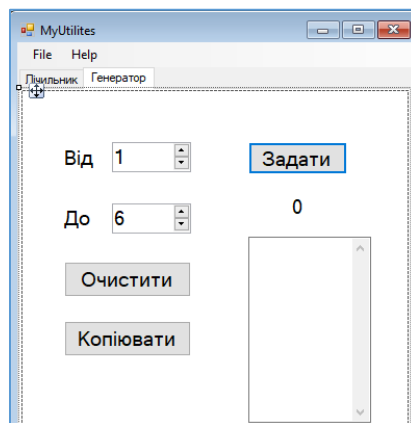 MyUtilites
File Help
Лічильник Генератор
Від 1 Задати
0
До 6
Очистити
Копіювати